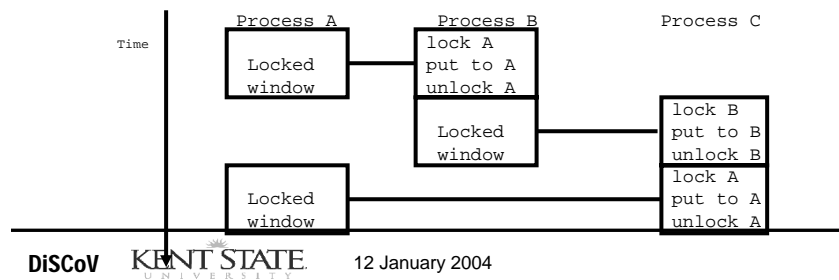 Process A
Process B
Process C
Time
Locked
window
lock A
put to A
unlock A
Locked
window
lock B
put to B
unlock B
Locked
window
lock A
put to A
unlock A
DiSCoV
KENT STATE.
UNIVERSITY
12 January 2004